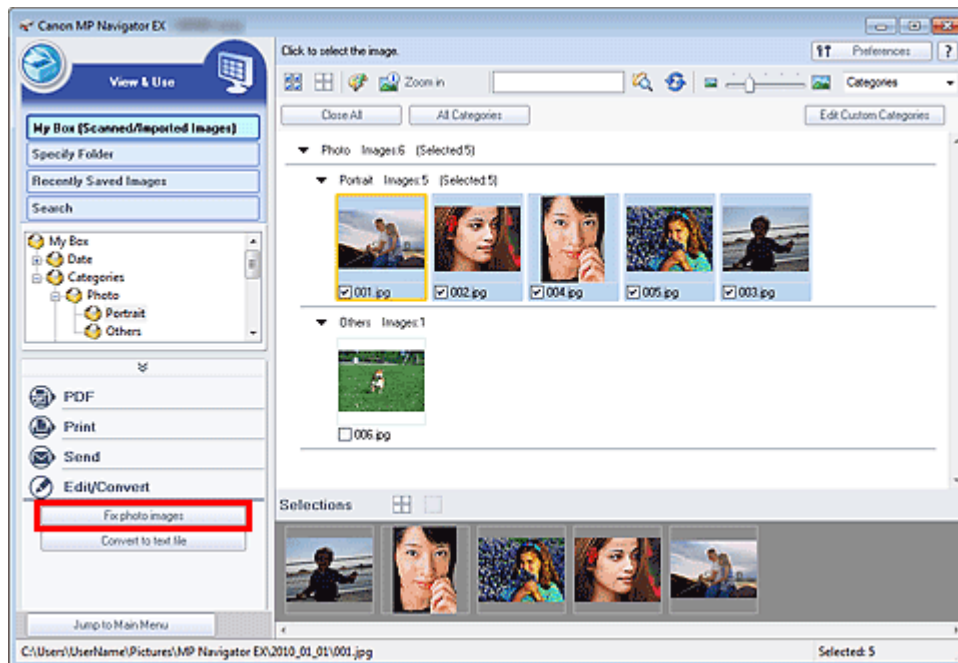 Canon MP Navigator EX
View & Use
My Box (Scanned/Imported Images)
Specify Folder
Recently Saved Images
Search
My Box
Date
Categories
Photo
Portrait
Others
PDF
Print
Send
Edit/Convert
Fix photo images
Convert to text file
Jump to Main Menu
Click to select the image.
Preferences
?
Zoom in
Categories
Close All
All Categories
Edit Custom Categories
Photo Images:6 (Selected:5)
Portrait Images:5 (Selected:5)
001.jpg
002.jpg
004.jpg
005.jpg
003.jpg
Others Images:1
006.jpg
Selections
C:\Users\UserName\Pictures\MP Navigator EX\2010_01_01\001.jpg
Selected: 5